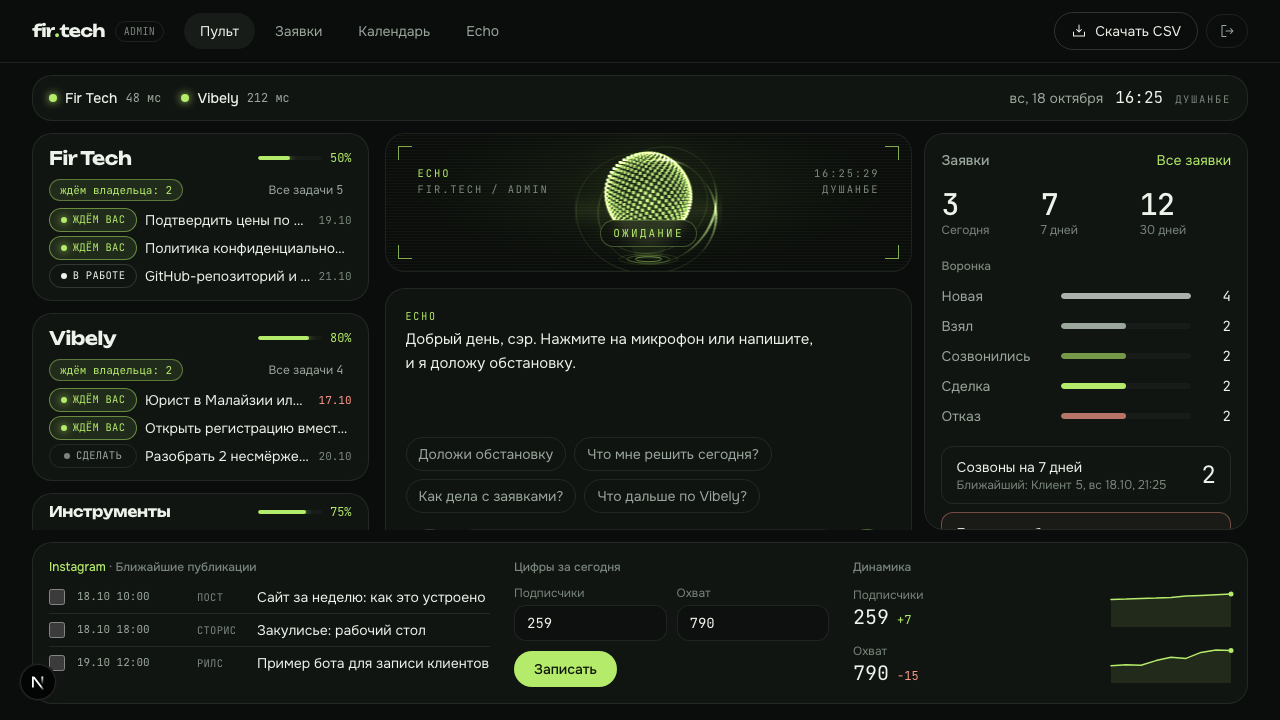 fir.tech ADMIN Пульт Заявки Календарь Echo Скачать CSV
Fir Tech 48 мс Vibely 212 мс вс, 18 октября 16:25 ДУШАНБЕ
Fir Tech 50%
ждём владельца: 2 Все задачи 5
ЖДЁМ ВАС Подтвердить цены по ... 19.10
ЖДЁМ ВАС Политика конфиденциально...
В РАБОТЕ GitHub-репозиторий и ... 21.10
Vibely 80%
ждём владельца: 2 Все задачи 4
ЖДЁМ ВАС Юрист в Малайзии ил... 17.10
ЖДЁМ ВАС Открыть регистрацию вмест...
СДЕЛАТЬ Разобрать 2 несмёрже... 20.10
Инструменты 75%
ECHO 16:25:29
FIR.TECH / ADMIN ДУШАНБЕ
ОЖИДАНИЕ
ECHO
Добрый день, сэр. Нажмите на микрофон или напишите,
и я доложу обстановку.
Доложи обстановку Что мне решить сегодня?
Как дела с заявками? Что дальше по Vibely?
Заявки Все заявки
3 7 12
Сегодня 7 дней 30 дней
Воронка
Новая 4
Взял 2
Созвонились 2
Сделка 2
Отказ 2
Созвоны на 7 дней 2
Ближайший: Клиент 5, вс 18.10, 21:25
Instagram · Ближайшие публикации
18.10 10:00 ПОСТ Сайт за неделю: как это устроено
18.10 18:00 СТОРИС Закулисье: рабочий стол
19.10 12:00 РИЛС Пример бота для записи клиентов
Цифры за сегодня
Подписчики Охват
259 790
Записать
Динамика
Подписчики
259 +7
Охват
790 -15
N